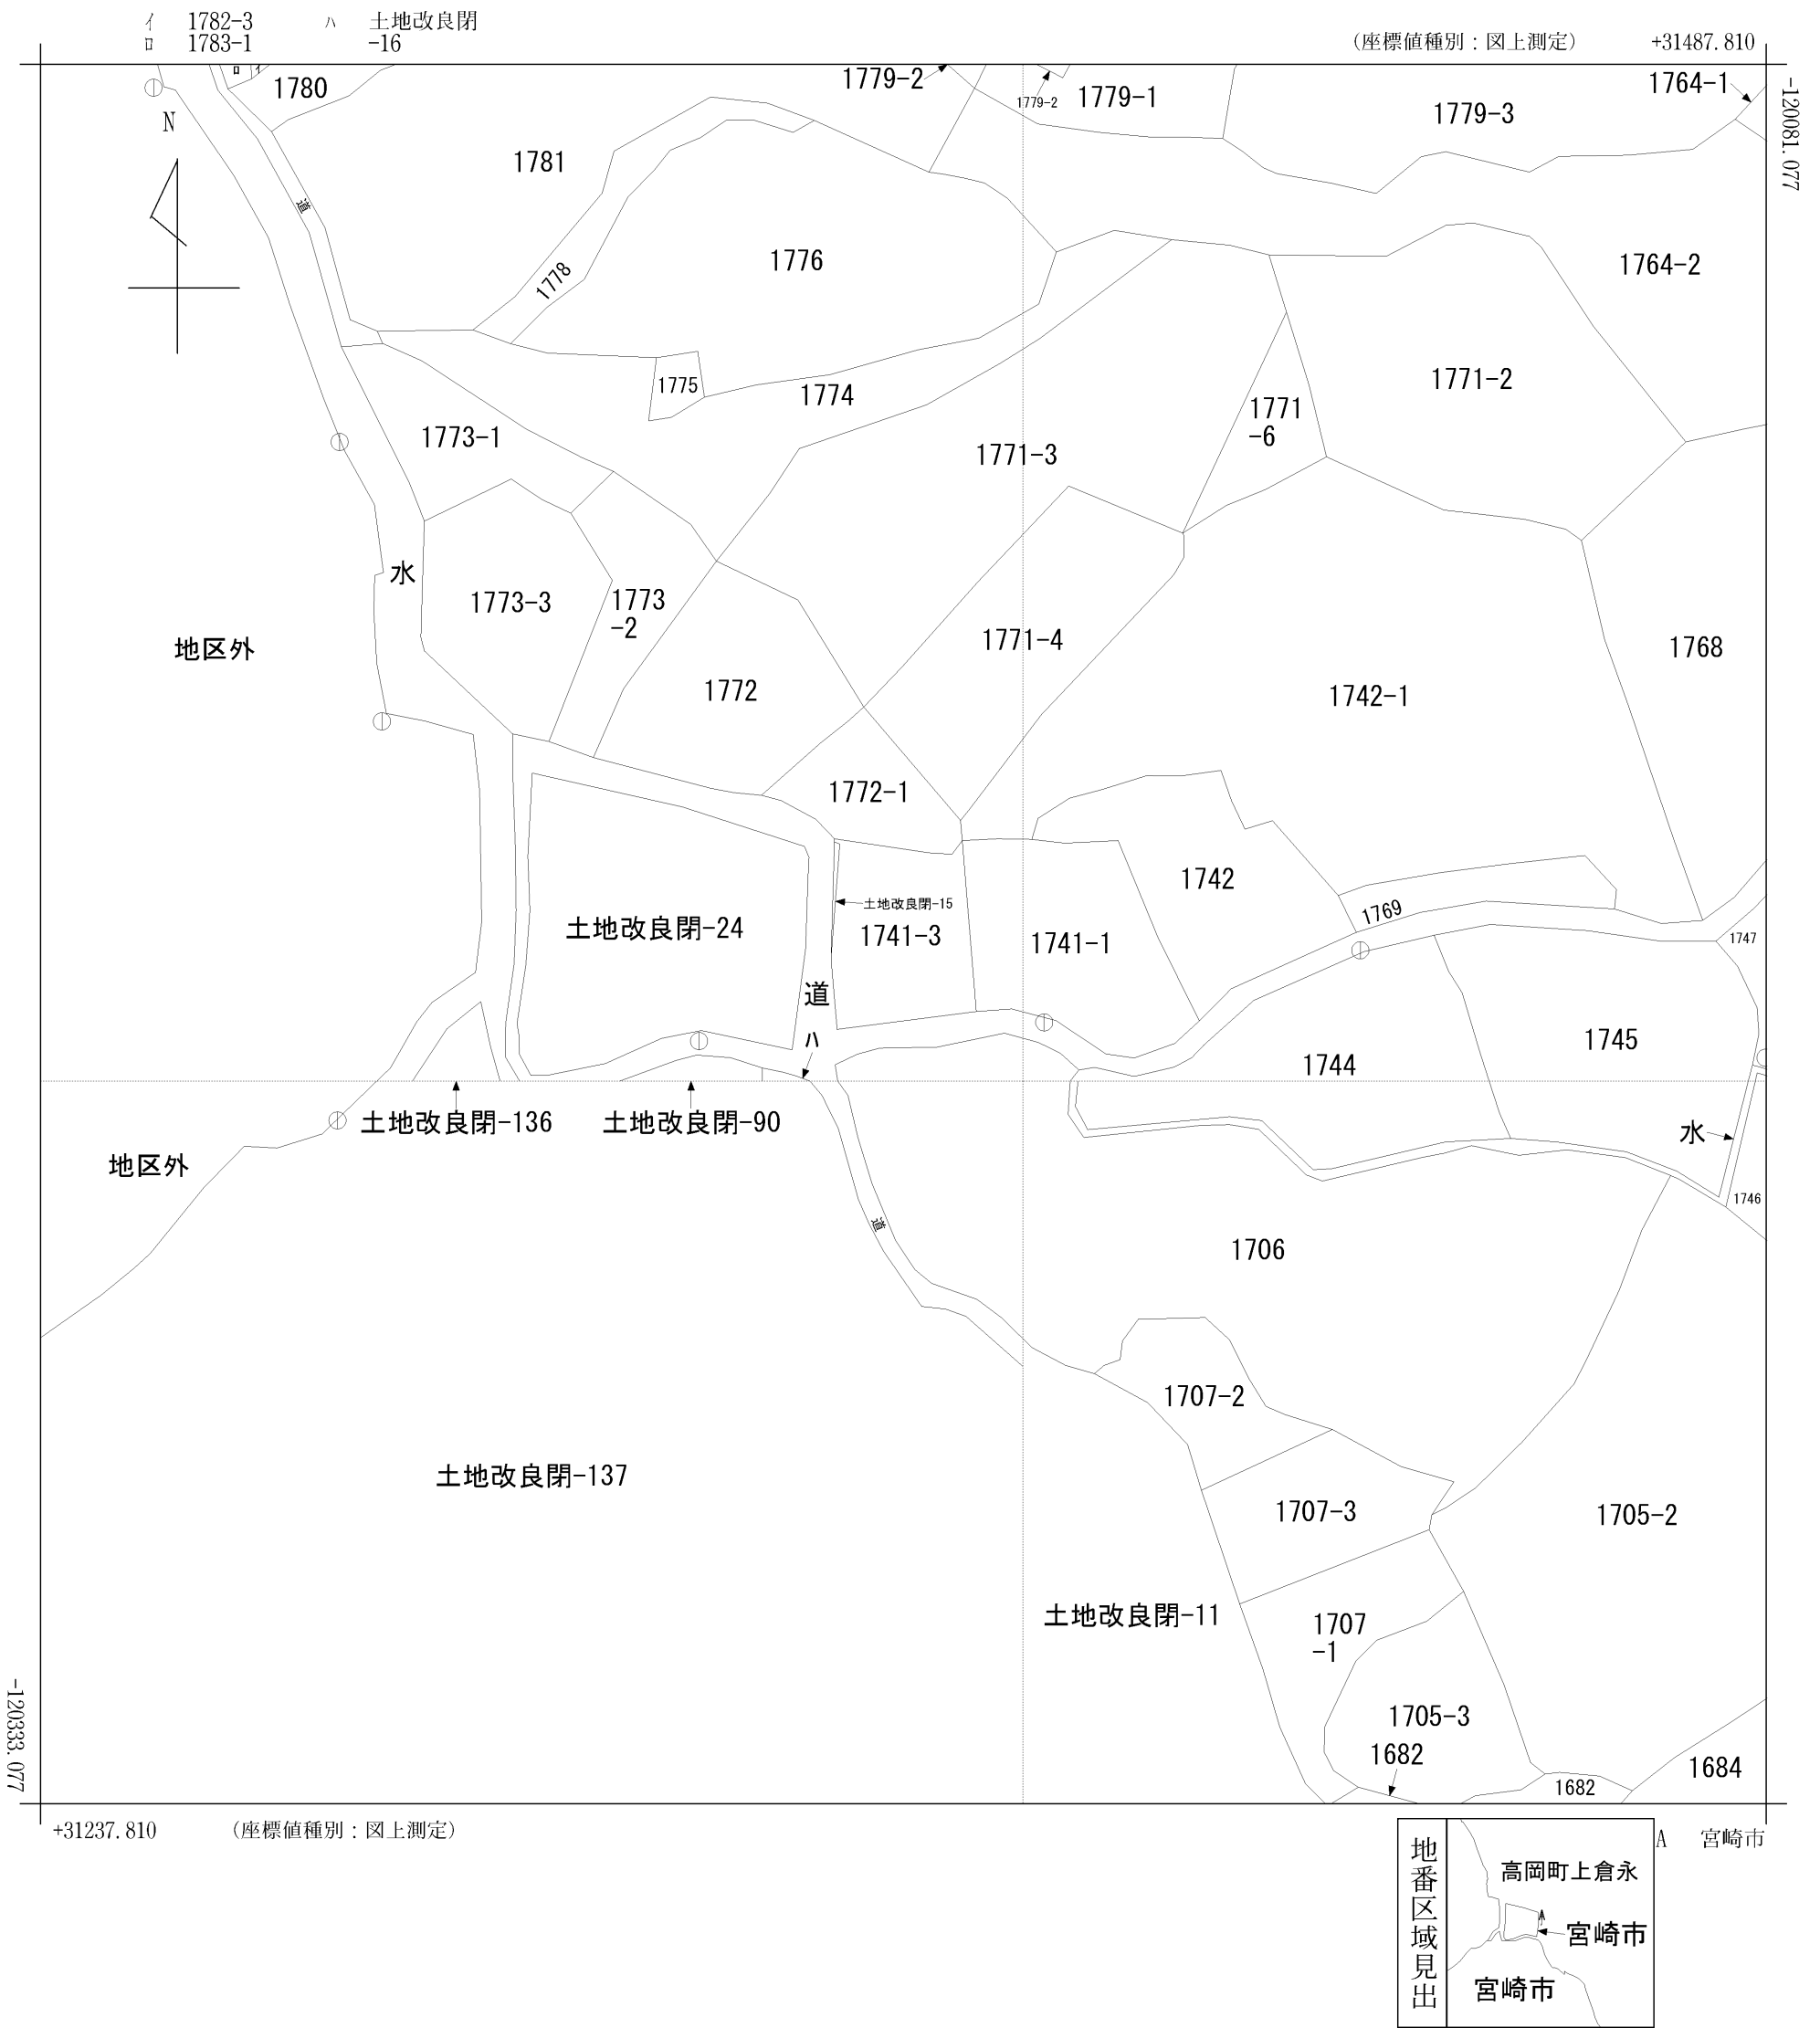 イ 1782-3 ハ 土地改良閉
ロ 1783-1 -16
（座標値種別：図上測定） +31487.810
-120081.077
ロ イ
1780
1779-2
1779-2
1779-1
1779-3
1764-1
N
1781
道
1778
1776
1764-2
1775
1774
1771-2
1773-1
1771-3
1771
-6
水
1773-3
1773
-2
1771-4
1768
地区外
1772
1742-1
1772-1
1742
土地改良閉-24
土地改良閉-15
1741-3
1741-1
1769
1747
道
ハ
1744
1745
土地改良閉-136
土地改良閉-90
水
地区外
1746
道
1706
1707-2
土地改良閉-137
1707-3
1705-2
土地改良閉-11
1707
-1
1705-3
1682
1682
1684
-120333.077
+31237.810 （座標値種別：図上測定）
A 宮崎市
地番区域見出
高岡町上倉永
A
宮崎市
宮崎市